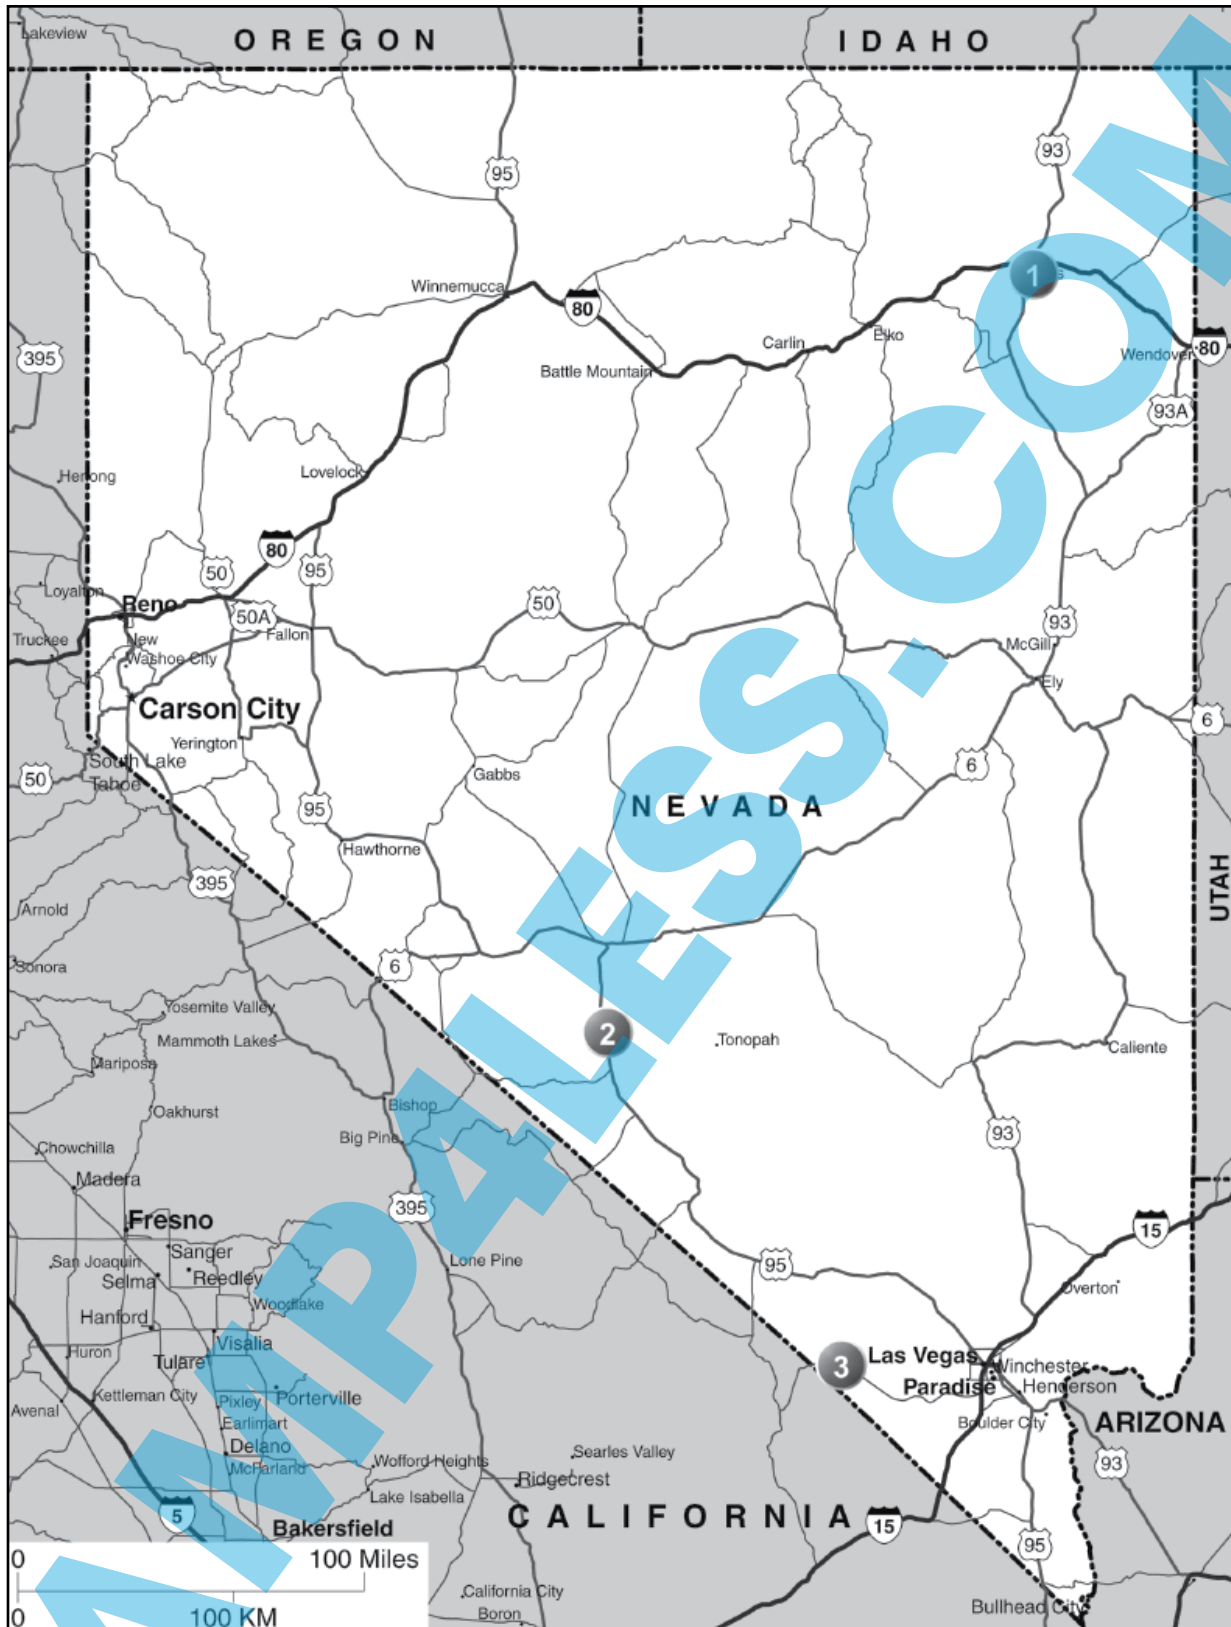 Lakeview
OREGON
IDAHO
95
93
Winnemucca
80
1
Carlin
Elko
395
Battle Mountain
Wendover
80
93A
Herlong
Lovelock
80
50
95
Loyalton
Reno
50A
50
Fallon
93
Truckee
New
Washoe City
McGill
Ely
Carson City
6
Yerington
South Lake
Tahoe
50
Gabbs
6
95
NEVADA
Hawthorne
395
UTAH
Arnold
Sonora
6
Yosemite Valley
Mammoth Lakes
2
Tonopah
Caliente
Mariposa
Bishop
Oakhurst
Big Pine
93
Chowchilla
Madera
395
Fresno
15
Sanger
San Joaquin
Selma
Reedley
Lone Pine
95
Overton
Woodlake
Hanford
Visalia
Huron
Tulare
3
Las Vegas
Winchester
Paradise
Henderson
Kettleman City
Pixley
Porterville
Avenal
Earlimart
Boulder City
ARIZONA
Delano
McFarland
Wofford Heights
Searles Valley
93
Ridgecrest
Lake Isabella
5
Bakersfield
CALIFORNIA
15
95
0
100 Miles
0
100 KM
California City
Boron
Bullhead City
MP4LESS.COM